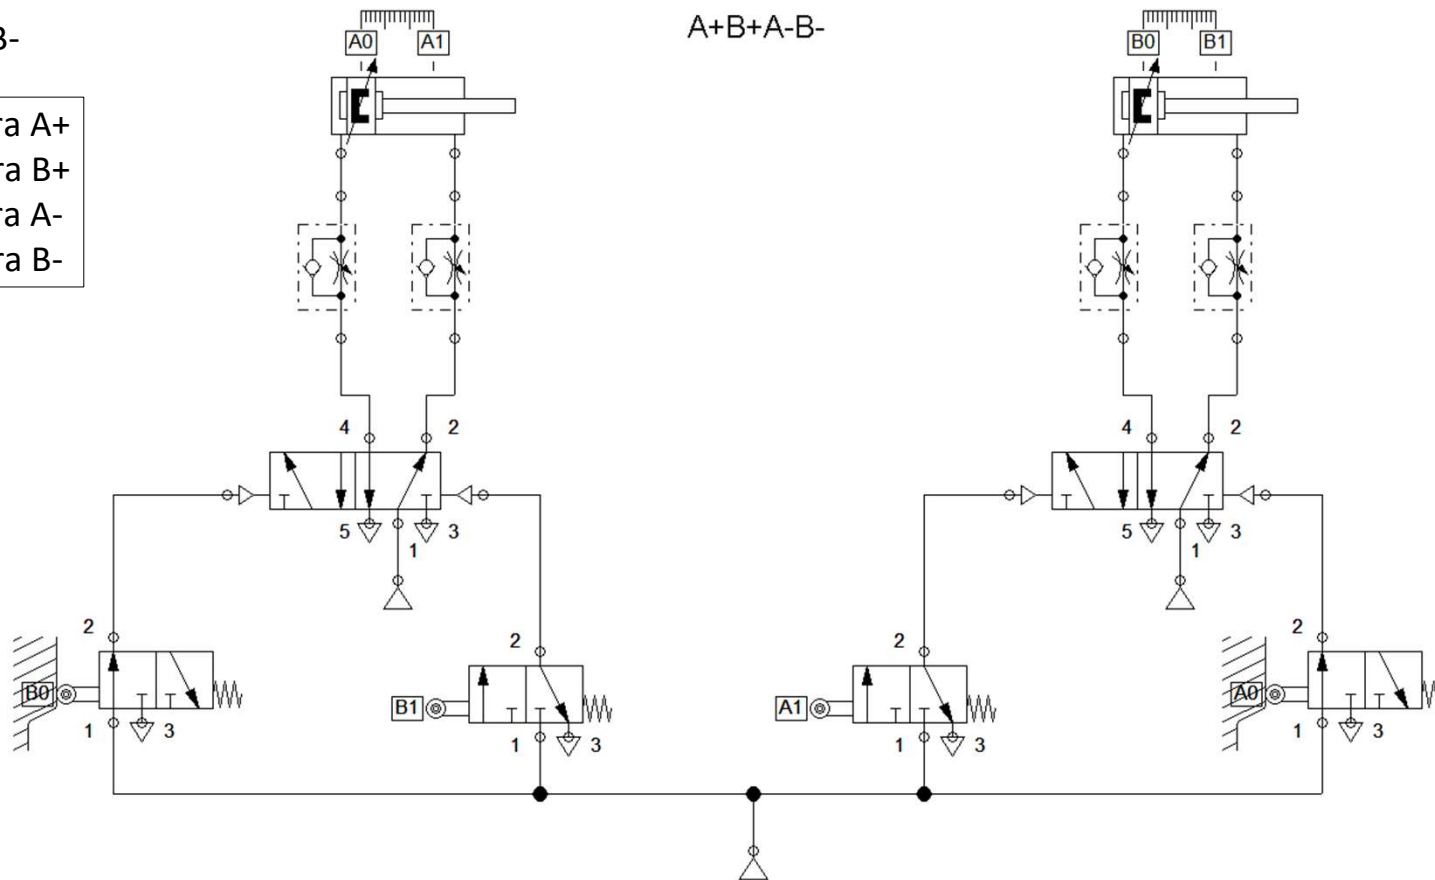 B-
A+B+A-B-
ra A+
ra B+
ra A-
ra B-
A0 A1
B0 B1
4 2
4 2
5 1 3
5 1 3
2 2 2 2
B0 B1 A1 A0
1 3 1 3 1 3 1 3